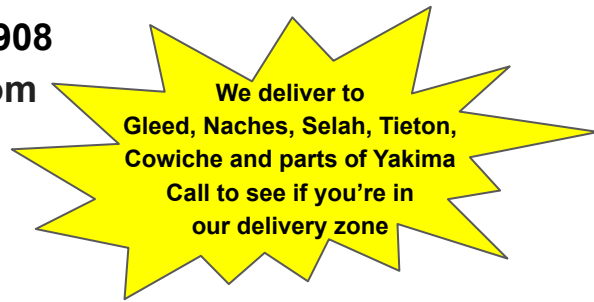 908
om
We deliver to
Gleed, Naches, Selah, Tieton,
Cowiche and parts of Yakima
Call to see if you're in
our delivery zone